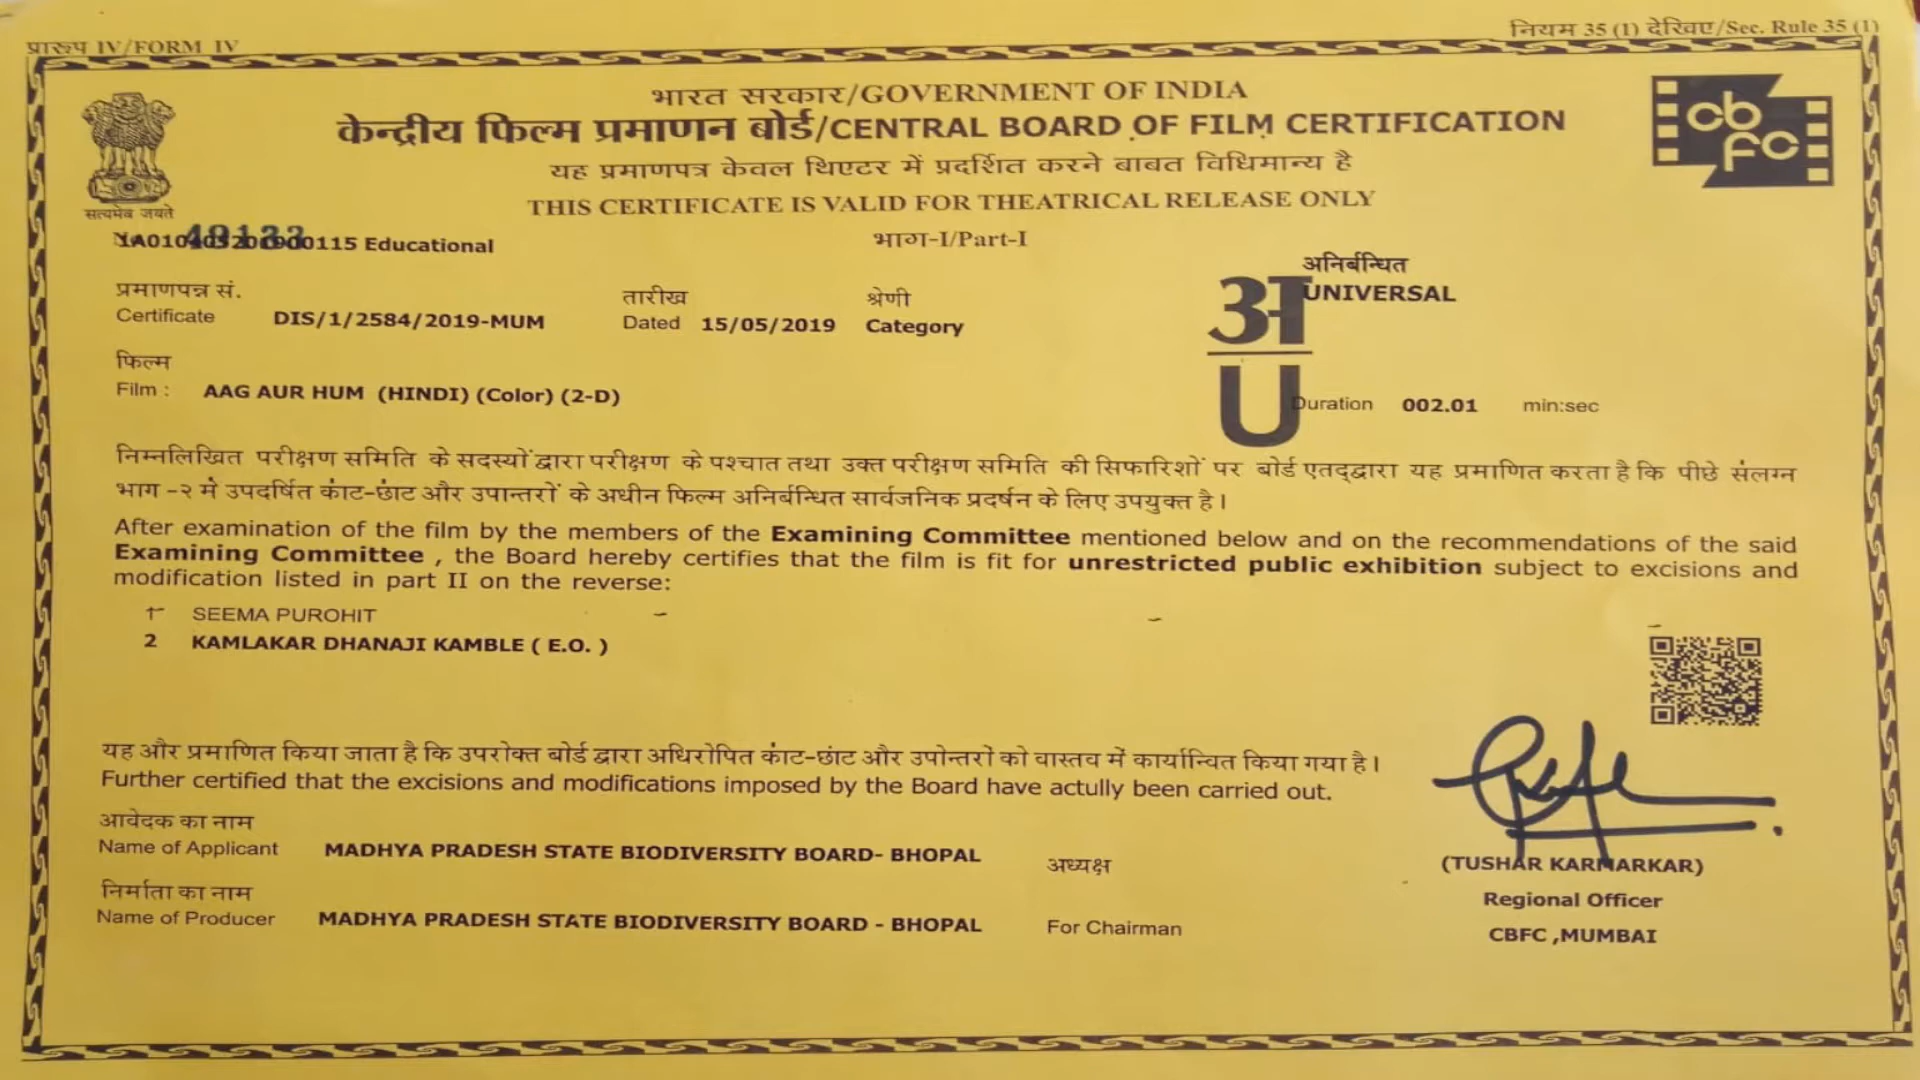 प्रारूप IV/FORM IV
नियम 35 (1) देखिए/Sec. Rule 35 (1)
भारत सरकार/GOVERNMENT OF INDIA
केन्द्रीय फिल्म प्रमाणन बोर्ड/CENTRAL BOARD OF FILM CERTIFICATION
cb
fc
यह प्रमाणपत्र केवल थिएटर में प्रदर्शित करने बाबत विधिमान्य है
THIS CERTIFICATE IS VALID FOR THEATRICAL RELEASE ONLY
सत्यमेव जयते
Educational
भाग-I/Part-I
अनिर्बन्धित
UNIVERSAL
अ
U
प्रमाणपत्र सं.
Certificate DIS/1/2584/2019-MUM
तारीख
Dated 15/05/2019
श्रेणी
Category
फिल्म
Film : AAG AUR HUM (HINDI) (Color) (2-D)
Duration 002.01 min:sec
निम्नलिखित परीक्षण समिति के सदस्यों द्वारा परीक्षण के पश्चात तथा उक्त परीक्षण समिति की सिफारिशों पर बोर्ड एतद्द्वारा यह प्रमाणित करता है कि पीछे संलग्न
भाग -२ में उपदर्षित कांट-छांट और उपान्तरों के अधीन फिल्म अनिर्बन्धित सार्वजनिक प्रदर्षन के लिए उपयुक्त है।
After examination of the film by the members of the Examining Committee mentioned below and on the recommendations of the said
Examining Committee , the Board hereby certifies that the film is fit for unrestricted public exhibition subject to excisions and
modification listed in part II on the reverse:
1 SEEMA PUROHIT
2 KAMLAKAR DHANAJI KAMBLE ( E.O. )
यह और प्रमाणित किया जाता है कि उपरोक्त बोर्ड द्वारा अधिरोपित कांट-छांट और उपोन्तरों को वास्तव में कार्यान्वित किया गया है।
Further certified that the excisions and modifications imposed by the Board have actully been carried out.
आवेदक का नाम
Name of Applicant MADHYA PRADESH STATE BIODIVERSITY BOARD- BHOPAL
निर्माता का नाम
Name of Producer MADHYA PRADESH STATE BIODIVERSITY BOARD - BHOPAL
अध्यक्ष
For Chairman
(TUSHAR KARMARKAR)
Regional Officer
CBFC ,MUMBAI